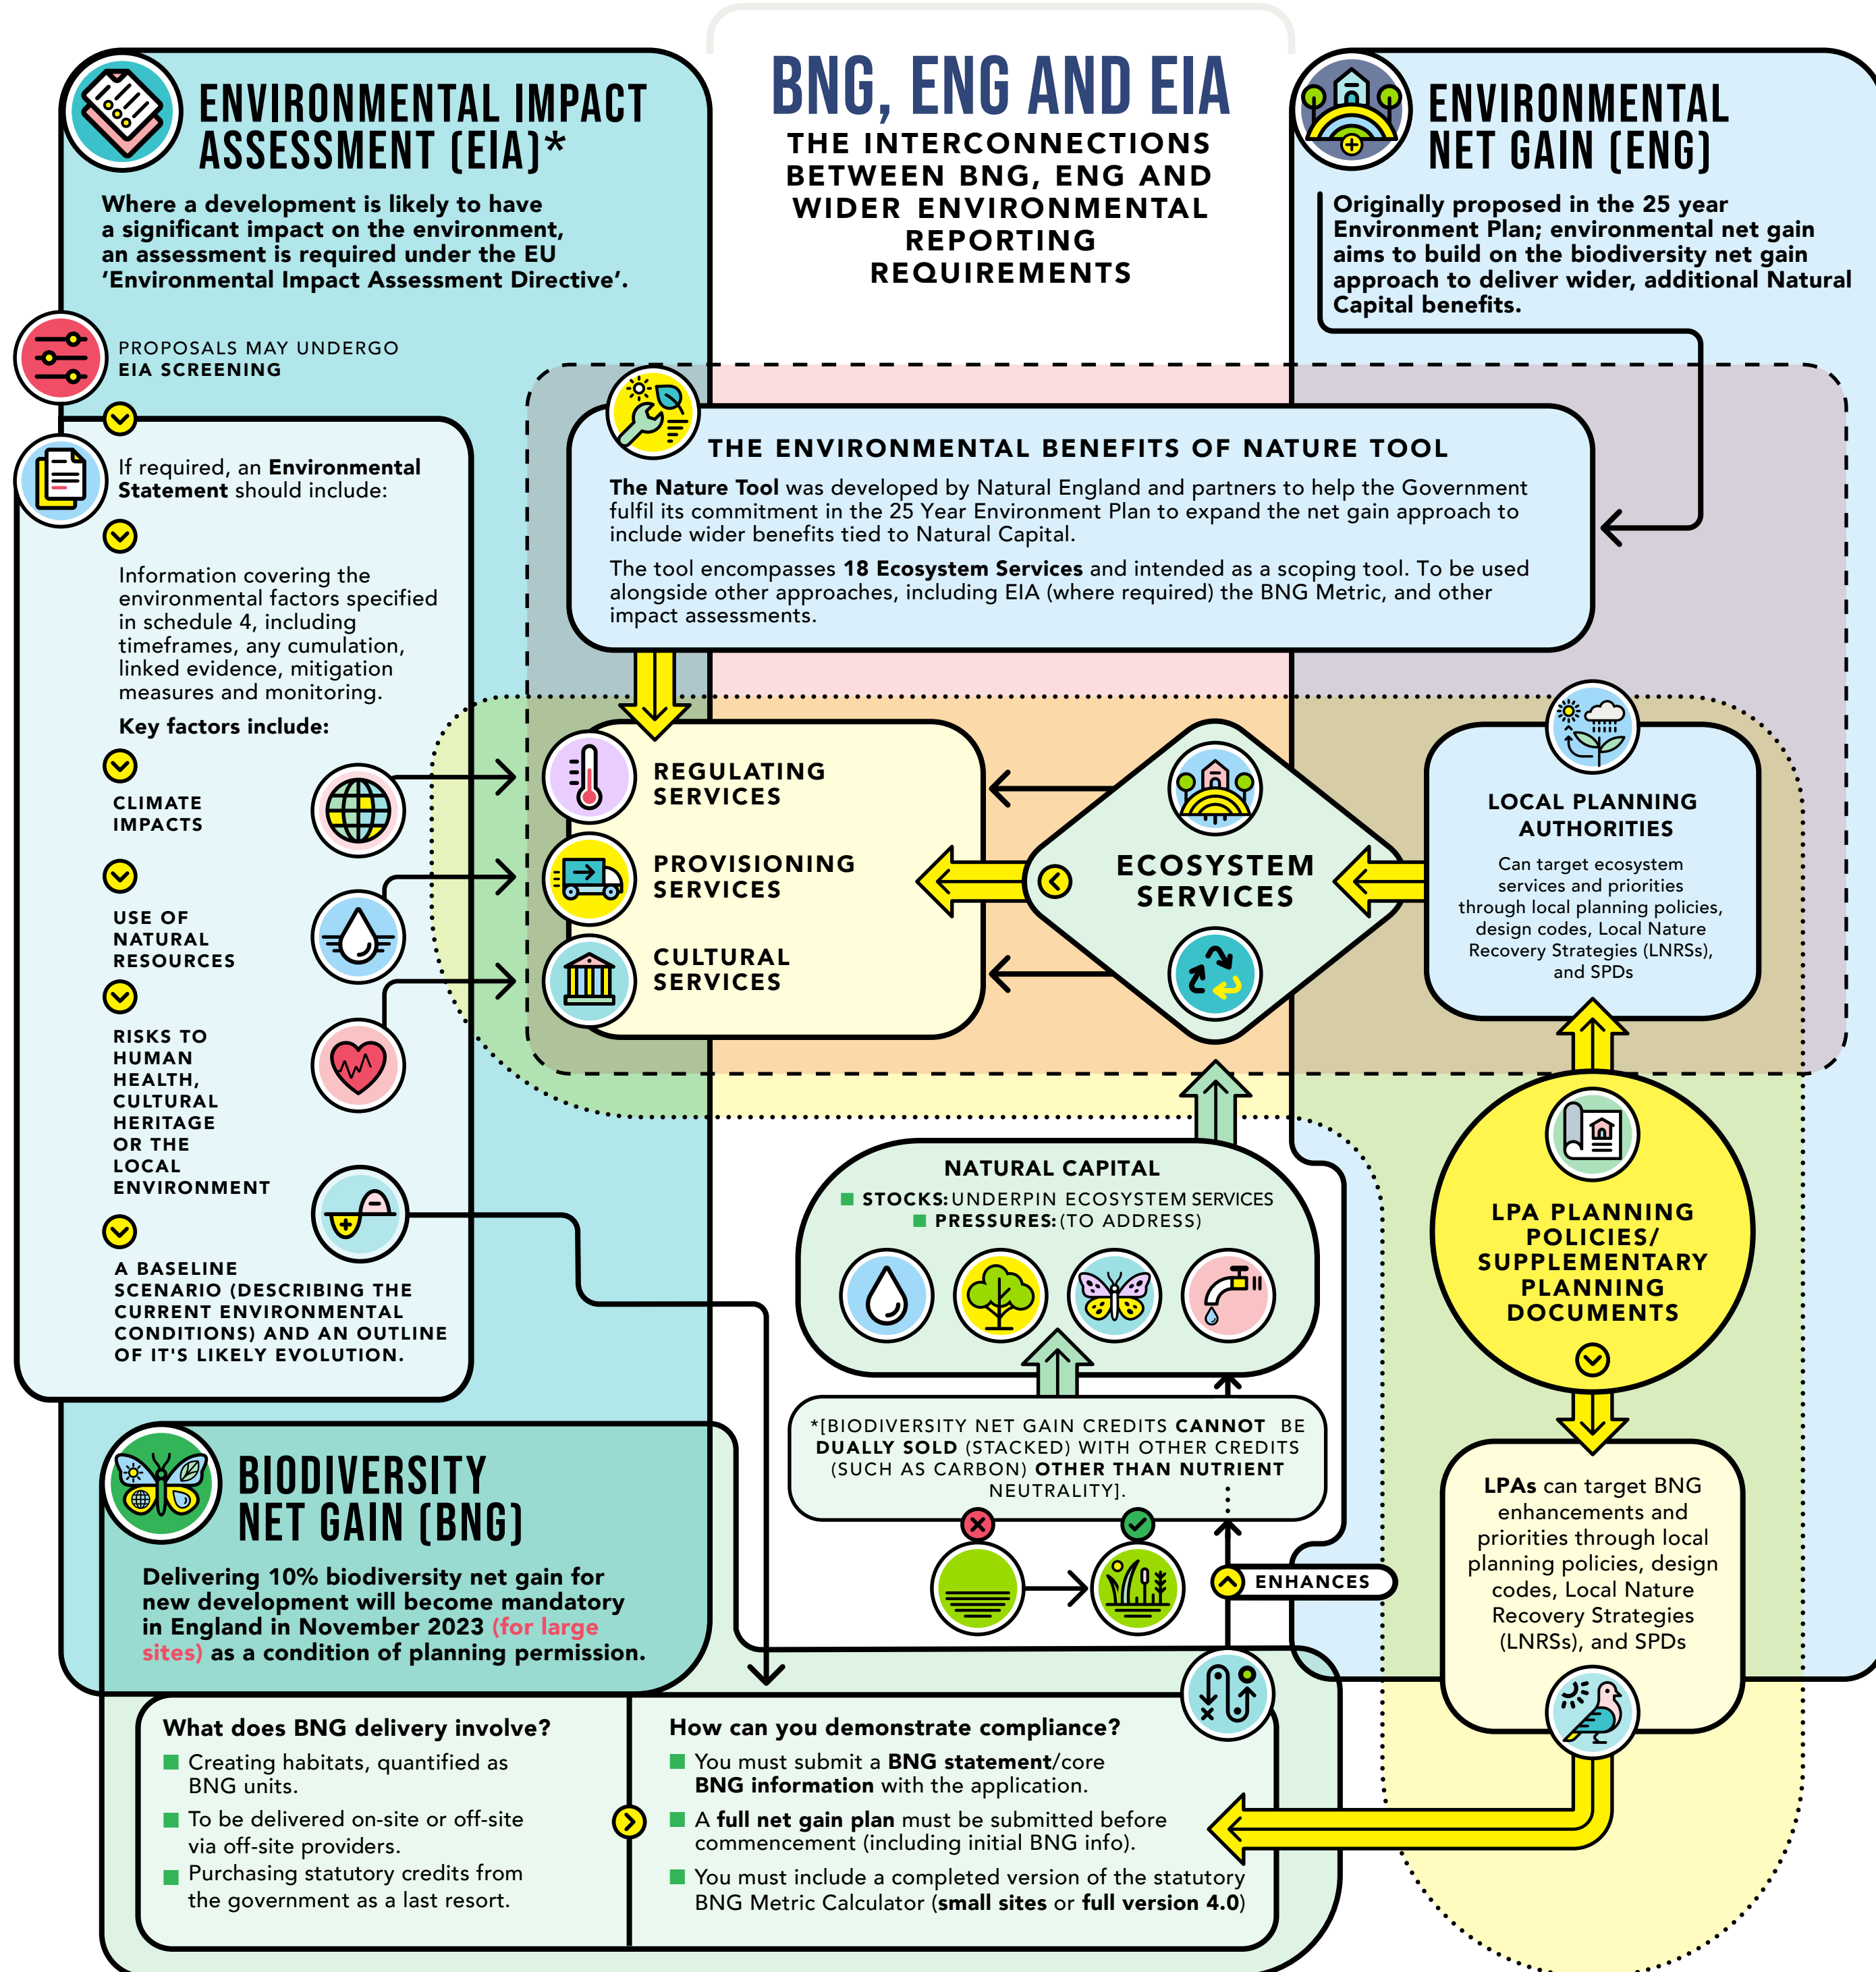 BNG, ENG AND EIA
THE INTERCONNECTIONS
BETWEEN BNG, ENG AND
WIDER ENVIRONMENTAL
REPORTING
REQUIREMENTS
ENVIRONMENTAL IMPACT
ASSESSMENT (EIA)*
Where a development is likely to have
a significant impact on the environment,
an assessment is required under the EU
‘Environmental Impact Assessment Directive’.
PROPOSALS MAY UNDERGO
EIA SCREENING
If required, an Environmental
Statement should include:
Information covering the
environmental factors specified
in schedule 4, including
timeframes, any cumulation,
linked evidence, mitigation
measures and monitoring.
Key factors include:
CLIMATE
IMPACTS
USE OF
NATURAL
RESOURCES
RISKS TO
HUMAN
HEALTH,
CULTURAL
HERITAGE
OR THE
LOCAL
ENVIRONMENT
A BASELINE
SCENARIO (DESCRIBING THE
CURRENT ENVIRONMENTAL
CONDITIONS) AND AN OUTLINE
OF IT'S LIKELY EVOLUTION.
ENVIRONMENTAL
NET GAIN (ENG)
Originally proposed in the 25 year
Environment Plan; environmental net gain
aims to build on the biodiversity net gain
approach to deliver wider, additional Natural
Capital benefits.
THE ENVIRONMENTAL BENEFITS OF NATURE TOOL
The Nature Tool was developed by Natural England and partners to help the Government
fulfil its commitment in the 25 Year Environment Plan to expand the net gain approach to
include wider benefits tied to Natural Capital.
The tool encompasses 18 Ecosystem Services and intended as a scoping tool. To be used
alongside other approaches, including EIA (where required) the BNG Metric, and other
impact assessments.
REGULATING
SERVICES
PROVISIONING
SERVICES
CULTURAL
SERVICES
ECOSYSTEM
SERVICES
LOCAL PLANNING
AUTHORITIES
Can target ecosystem
services and priorities
through local planning policies,
design codes, Local Nature
Recovery Strategies (LNRSs),
and SPDs
LPA PLANNING
POLICIES/
SUPPLEMENTARY
PLANNING
DOCUMENTS
LPAs can target BNG
enhancements and
priorities through local
planning policies, design
codes, Local Nature
Recovery Strategies
(LNRSs), and SPDs
NATURAL CAPITAL
STOCKS: UNDERPIN ECOSYSTEM SERVICES
PRESSURES: (TO ADDRESS)
*[BIODIVERSITY NET GAIN CREDITS CANNOT BE
DUALLY SOLD (STACKED) WITH OTHER CREDITS
(SUCH AS CARBON) OTHER THAN NUTRIENT
NEUTRALITY].
ENHANCES
BIODIVERSITY
NET GAIN (BNG)
Delivering 10% biodiversity net gain for
new development will become mandatory
in England in November 2023 (for large
sites) as a condition of planning permission.
What does BNG delivery involve?
Creating habitats, quantified as
BNG units.
To be delivered on-site or off-site
via off-site providers.
Purchasing statutory credits from
the government as a last resort.
How can you demonstrate compliance?
You must submit a BNG statement/core
BNG information with the application.
A full net gain plan must be submitted before
commencement (including initial BNG info).
You must include a completed version of the statutory
BNG Metric Calculator (small sites or full version 4.0)